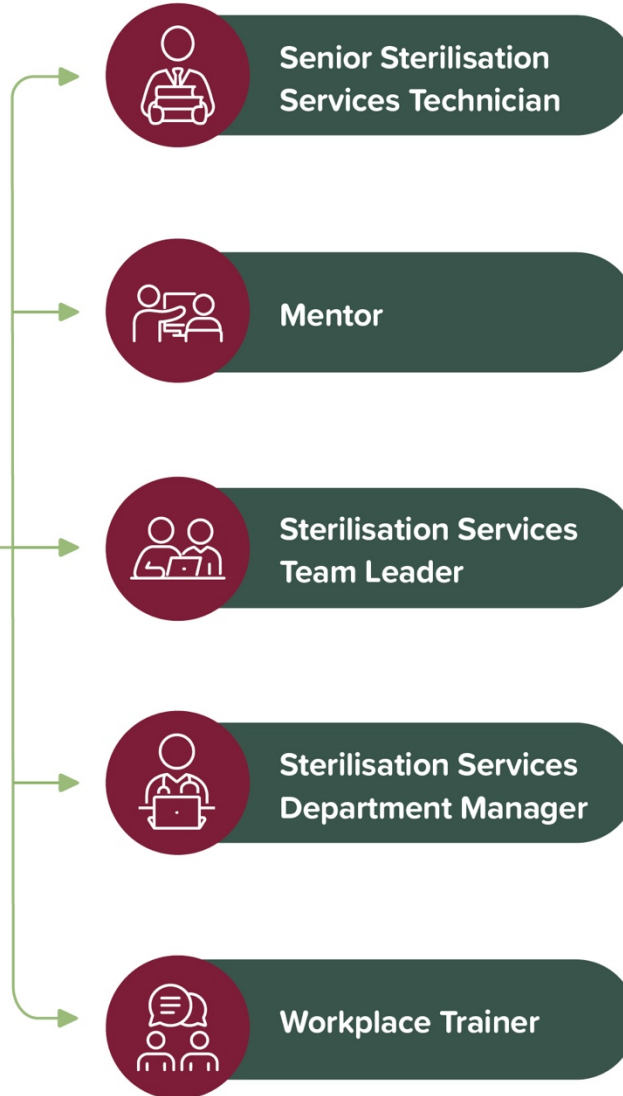 Senior Sterilisation
Services Technician
Mentor
Sterilisation Services
Team Leader
Sterilisation Services
Department Manager
Workplace Trainer